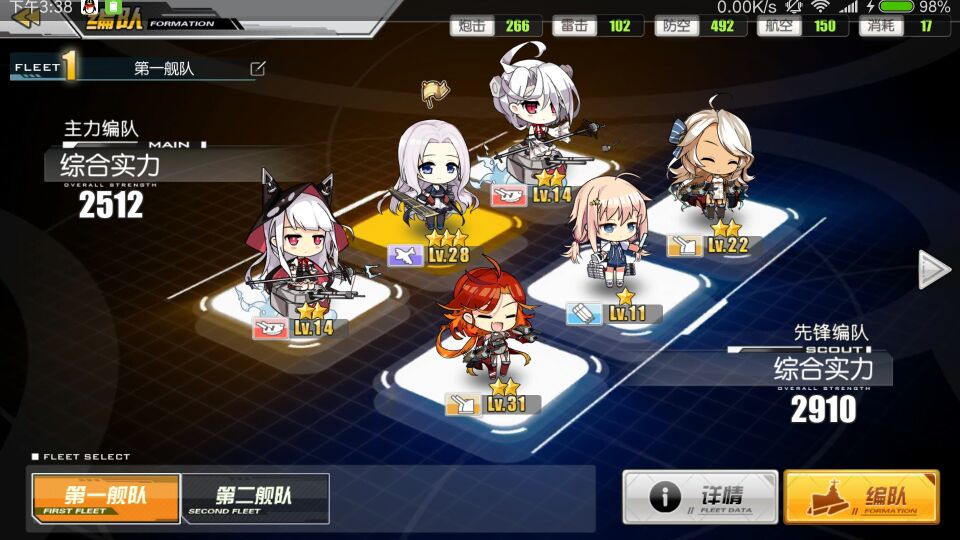 下午3:38
0.00K/s
98%
编队
FORMATION
炮击 266
雷击 102
防空 492
航空 150
消耗 17
FLEET 1
第一舰队
主力编队
MAIN
综合实力
OVERALL STRENGTH
2512
Lv.14
Lv.22
Lv.28
Lv.11
Lv.14
Lv.31
先锋编队
SCOUT
综合实力
OVERALL STRENGTH
2910
FLEET SELECT
第一舰队
FIRST FLEET
第二舰队
SECOND FLEET
详情
FLEET DATA
编队
FORMATION